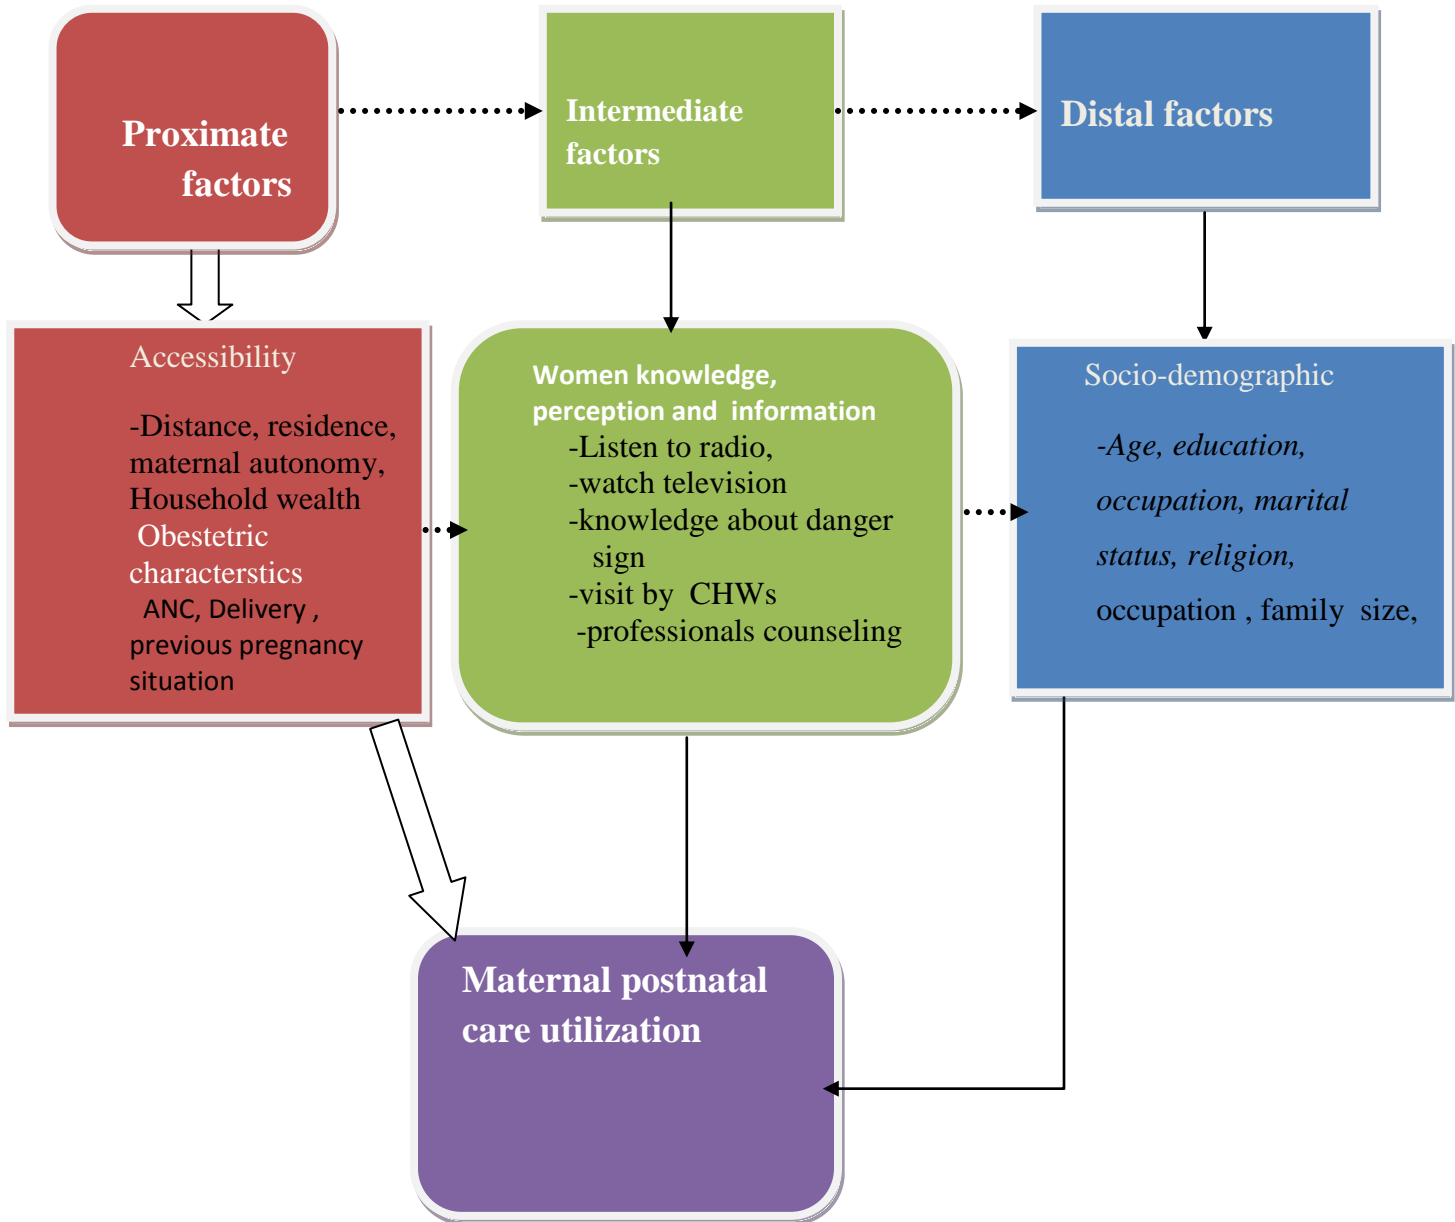 Proximate
factors
Intermediate
factors
Distal factors
Accessibility
-Distance, residence,
maternal autonomy,
Household wealth
Obestetric
characterstics
ANC, Delivery ,
previous pregnancy
situation
Women knowledge,
perception and information
-Listen to radio,
-watch television
-knowledge about danger
sign
-visit by CHWs
-professionals counseling
Socio-demographic
-Age, education,
occupation, marital
status, religion,
occupation , family size,
Maternal postnatal
care utilization